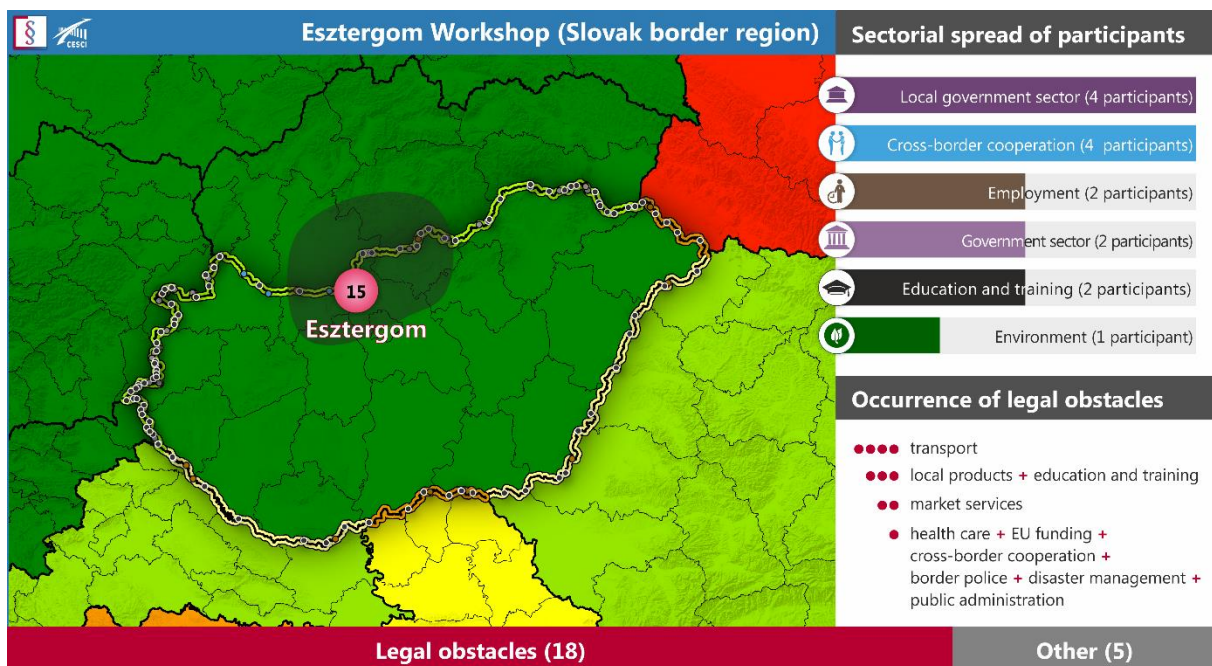 §
CESCI
Esztergom Workshop (Slovak border region)
15
Esztergom
Sectorial spread of participants
Local government sector (4 participants)
Cross-border cooperation (4 participants)
Employment (2 participants)
Government sector (2 participants)
Education and training (2 participants)
Environment (1 participant)
Occurrence of legal obstacles
transport
local products + education and training
market services
health care + EU funding +
cross-border cooperation +
border police + disaster management +
public administration
Legal obstacles (18)
Other (5)